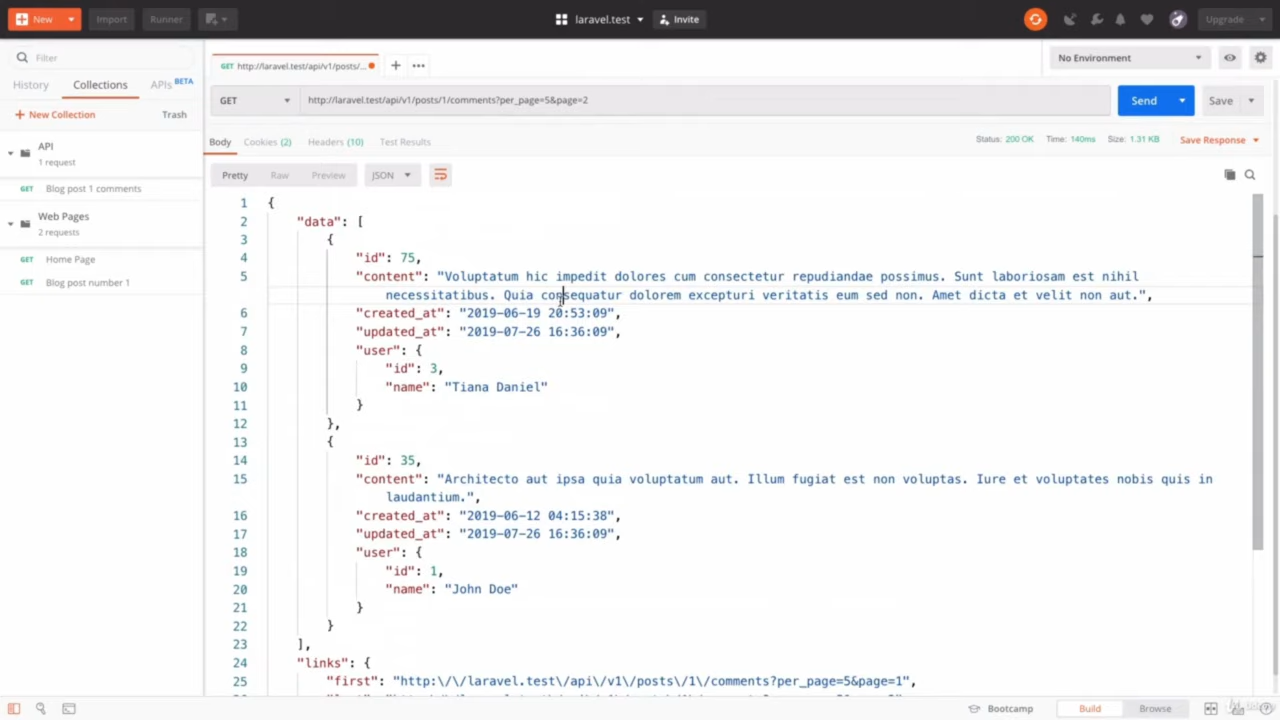 New
Import
Runner
laravel.test
Invite
Upgrade
Filter
GET http://laravel.test/api/v1/posts/...
No Environment
History
Collections
APIs BETA
GET
http://laravel.test/api/v1/posts/1/comments?per_page=5&page=2
Send
Save
New Collection
Trash
Body
Cookies (2)
Headers (10)
Test Results
Status: 200 OK
Time: 140ms
Size: 1.31 KB
Save Response
API
1 request
GET Blog post 1 comments
Web Pages
2 requests
GET Home Page
GET Blog post number 1
Pretty
Raw
Preview
JSON
1 {
2 "data": [
3 {
4 "id": 75,
5 "content": "Voluptatum hic impedit dolores cum consectetur repudiandae possimus. Sunt laboriosam est nihil
necessitatibus. Quia consequatur dolorem excepturi veritatis eum sed non. Amet dicta et velit non aut.",
6 "created_at": "2019-06-19 20:53:09",
7 "updated_at": "2019-07-26 16:36:09",
8 "user": {
9 "id": 3,
10 "name": "Tiana Daniel"
11 }
12 },
13 {
14 "id": 35,
15 "content": "Architecto aut ipsa quia voluptatum aut. Illum fugiat est non voluptas. Iure et voluptates nobis quis in
laudantium.",
16 "created_at": "2019-06-12 04:15:38",
17 "updated_at": "2019-07-26 16:36:09",
18 "user": {
19 "id": 1,
20 "name": "John Doe"
21 }
22 }
23 ],
24 "links": {
25 "first": "http:\/\/laravel.test\/api\/v1\/posts\/1\/comments?per_page=5&page=1",
Bootcamp
Build
Browse